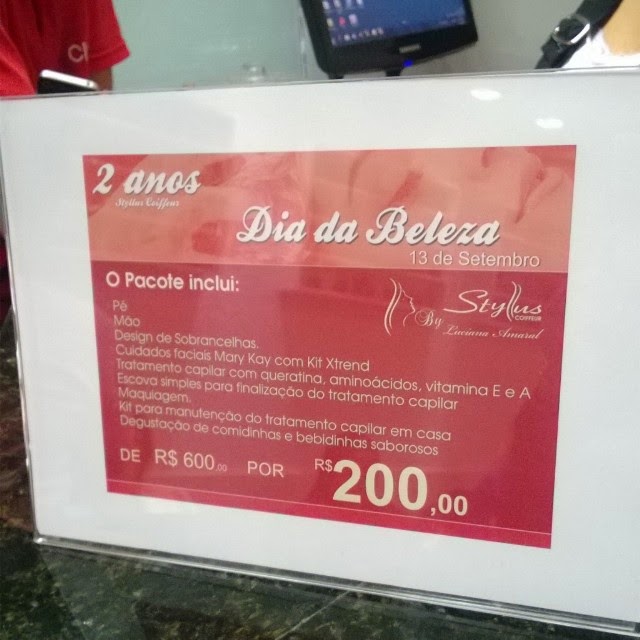 2 anos
Styllus Coiffeur
Dia da Beleza
13 de Setembro
O Pacote inclui:
Styllus
COIFFEUR
By Luciana Amaral
Pé
Mão
Design de Sobrancelhas.
Cuidados faciais Mary Kay com Kit Xtrend
Tratamento capilar com queratina, aminoácidos, vitamina E e A
Escova simples para finalização do tratamento capilar
Maquiagem.
Kit para manutenção do tratamento capilar em casa
Degustação de comidinhas e bebidinhas saborosos
DE R$ 600,00 POR R$ 200,00